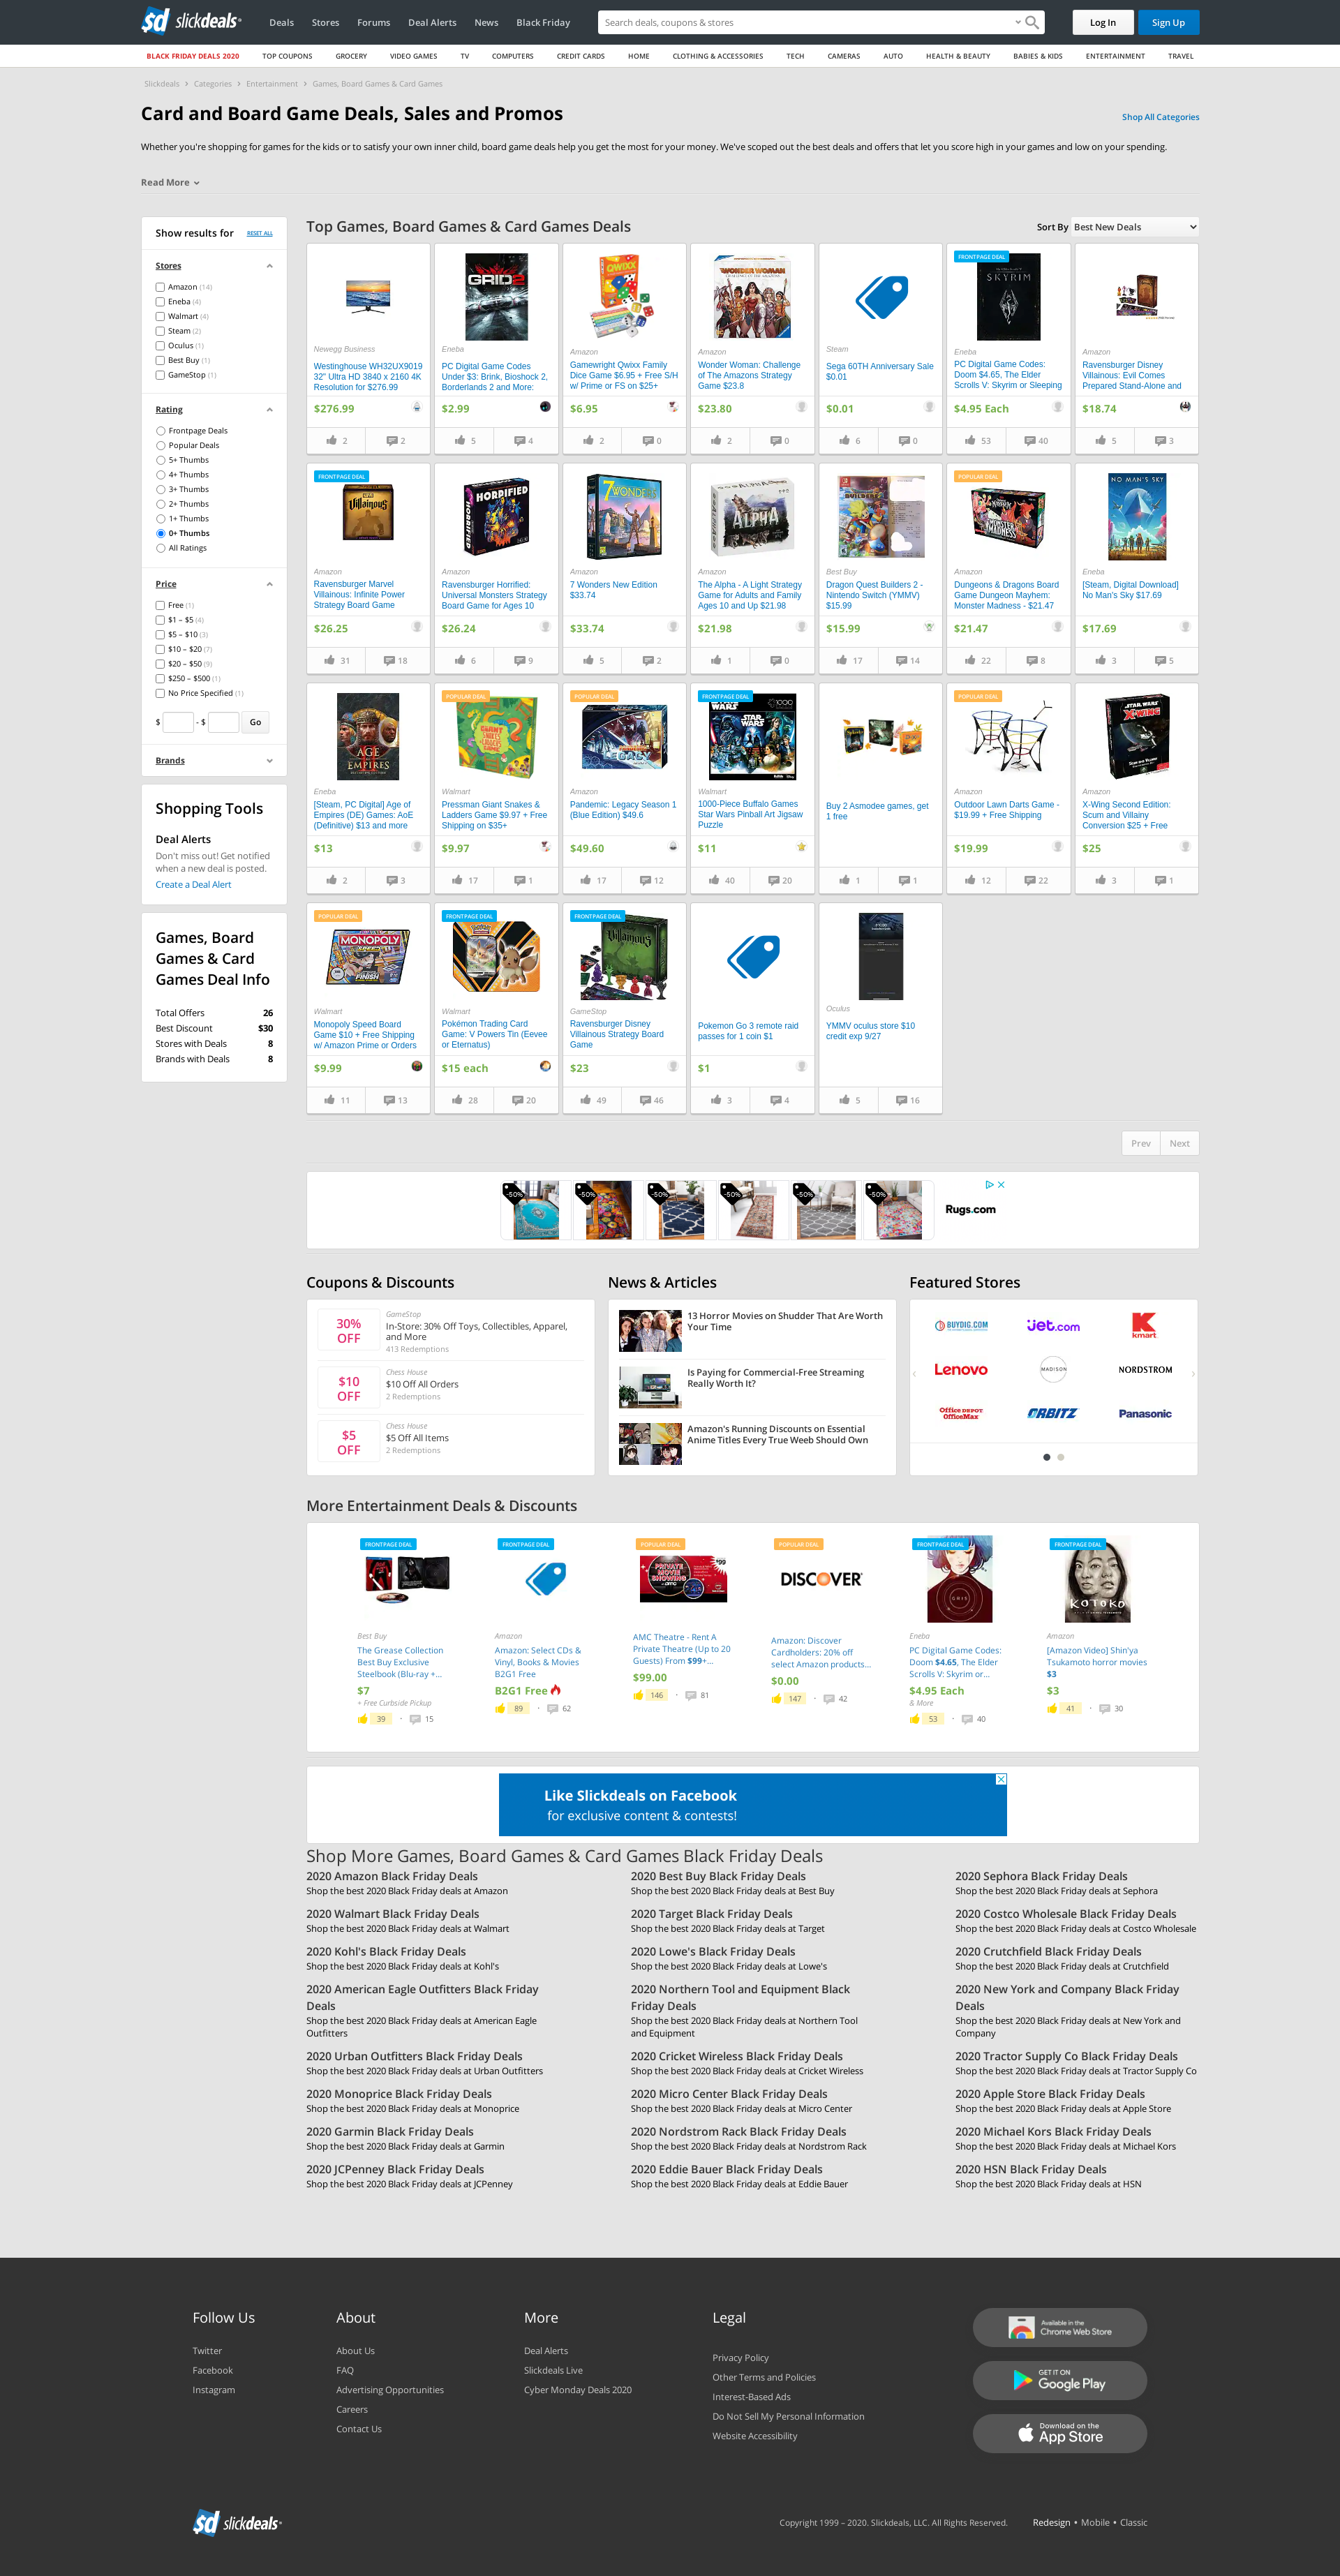 slickdeals
Deals Stores Forums Deal Alerts News Black Friday
Search deals, coupons & stores
Log In Sign Up
BLACK FRIDAY DEALS 2020 TOP COUPONS GROCERY VIDEO GAMES TV COMPUTERS CREDIT CARDS HOME CLOTHING & ACCESSORIES TECH CAMERAS AUTO HEALTH & BEAUTY BABIES & KIDS ENTERTAINMENT TRAVEL
Slickdeals › Categories › Entertainment › Games, Board Games & Card Games
Card and Board Game Deals, Sales and Promos
Shop All Categories
Whether you're shopping for games for the kids or to satisfy your own inner child, board game deals help you get the most for your money. We've scoped out the best deals and offers that let you score high in your games and low on your spending.
Read More
Show results for RESET ALL
Stores
Amazon (14)
Eneba (4)
Walmart (4)
Steam (2)
Oculus (1)
Best Buy (1)
GameStop (1)
Rating
Frontpage Deals
Popular Deals
5+ Thumbs
4+ Thumbs
3+ Thumbs
2+ Thumbs
1+ Thumbs
0+ Thumbs
All Ratings
Price
Free (1)
$1 – $5 (4)
$5 – $10 (3)
$10 – $20 (7)
$20 – $50 (9)
$250 – $500 (1)
No Price Specified (1)
$ - $ Go
Brands
Shopping Tools
Deal Alerts
Don't miss out! Get notified
when a new deal is posted.
Create a Deal Alert
Games, Board
Games & Card
Games Deal Info
Total Offers 26
Best Discount $30
Stores with Deals 8
Brands with Deals 8
Top Games, Board Games & Card Games Deals
Sort By Best New Deals
Newegg Business
Westinghouse WH32UX9019
32" Ultra HD 3840 x 2160 4K
Resolution for $276.99
$276.99
2 2
GRID 2
Eneba
PC Digital Game Codes
Under $3: Brink, Bioshock 2,
Borderlands 2 and More:
$2.99
5 4
QWIXX
Amazon
Gamewright Qwixx Family
Dice Game $6.95 + Free S/H
w/ Prime or FS on $25+
$6.95
2 0
WONDER WOMAN
Amazon
Wonder Woman: Challenge
of The Amazons Strategy
Game $23.8
$23.80
2 0
Steam
Sega 60TH Anniversary Sale
$0.01
$0.01
6 0
FRONTPAGE DEAL
SKYRIM
Eneba
PC Digital Game Codes:
Doom $4.65, The Elder
Scrolls V: Skyrim or Sleeping
$4.95 Each
53 40
Amazon
Ravensburger Disney
Villainous: Evil Comes
Prepared Stand-Alone and
$18.74
5 3
FRONTPAGE DEAL
Villainous
Amazon
Ravensburger Marvel
Villainous: Infinite Power
Strategy Board Game
$26.25
31 18
HORRIFIED
Amazon
Ravensburger Horrified:
Universal Monsters Strategy
Board Game for Ages 10
$26.24
6 9
7 WONDERS
Amazon
7 Wonders New Edition
$33.74
$33.74
5 2
ALPHA
Amazon
The Alpha - A Light Strategy
Game for Adults and Family
Ages 10 and Up $21.98
$21.98
1 0
BUILDERS
Best Buy
Dragon Quest Builders 2 -
Nintendo Switch (YMMV)
$15.99
$15.99
17 14
POPULAR DEAL
MONSTER MADNESS
Amazon
Dungeons & Dragons Board
Game Dungeon Mayhem:
Monster Madness - $21.47
$21.47
22 8
NO MAN'S SKY
Eneba
[Steam, Digital Download]
No Man's Sky $17.69
$17.69
3 5
AGE EMPIRES
Eneba
[Steam, PC Digital] Age of
Empires (DE) Games: AoE
(Definitive) $13 and more
$13
2 3
POPULAR DEAL
Walmart
Pressman Giant Snakes &
Ladders Game $9.97 + Free
Shipping on $35+
$9.97
17 1
POPULAR DEAL
LEGACY
Amazon
Pandemic: Legacy Season 1
(Blue Edition) $49.6
$49.60
17 12
FRONTPAGE DEAL
STAR WARS
Walmart
1000-Piece Buffalo Games
Star Wars Pinball Art Jigsaw
Puzzle
$11
40 20
Buy 2 Asmodee games, get
1 free
1 1
POPULAR DEAL
Amazon
Outdoor Lawn Darts Game -
$19.99 + Free Shipping
$19.99
12 22
STAR WARS X-WING
Amazon
X-Wing Second Edition:
Scum and Villainy
Conversion $25 + Free
$25
3 1
POPULAR DEAL
MONOPOLY
Walmart
Monopoly Speed Board
Game $10 + Free Shipping
w/ Amazon Prime or Orders
$9.99
11 13
FRONTPAGE DEAL
Walmart
Pokémon Trading Card
Game: V Powers Tin (Eevee
or Eternatus)
$15 each
28 20
FRONTPAGE DEAL
Villainous
GameStop
Ravensburger Disney
Villainous Strategy Board
Game
$23
49 46
Pokemon Go 3 remote raid
passes for 1 coin $1
$1
3 4
Oculus
YMMV oculus store $10
credit exp 9/27
5 16
Prev Next
-50% -50% -50% -50% -50% -50%
Rugs.com
Coupons & Discounts
30%
OFF
GameStop
In-Store: 30% Off Toys, Collectibles, Apparel,
and More
413 Redemptions
$10
OFF
Chess House
$10 Off All Orders
2 Redemptions
$5
OFF
Chess House
$5 Off All Items
2 Redemptions
News & Articles
13 Horror Movies on Shudder That Are Worth
Your Time
Is Paying for Commercial-Free Streaming
Really Worth It?
Amazon's Running Discounts on Essential
Anime Titles Every True Weeb Should Own
Featured Stores
BUYDIG.COM jet.com kmart
Lenovo MADISON NORDSTROM
Office DEPOT OfficeMax ORBITZ Panasonic
More Entertainment Deals & Discounts
FRONTPAGE DEAL
Best Buy
The Grease Collection
Best Buy Exclusive
Steelbook (Blu-ray +...
$7
+ Free Curbside Pickup
39 · 15
FRONTPAGE DEAL
Amazon
Amazon: Select CDs &
Vinyl, Books & Movies
B2G1 Free
B2G1 Free
89 · 62
POPULAR DEAL
PRIVATE MOVIE SHOWING
AMC Theatre - Rent A
Private Theatre (Up to 20
Guests) From $99+...
$99.00
146 · 81
POPULAR DEAL
DISCOVER
Amazon: Discover
Cardholders: 20% off
select Amazon products...
$0.00
147 · 42
FRONTPAGE DEAL
GRIS
Eneba
PC Digital Game Codes:
Doom $4.65, The Elder
Scrolls V: Skyrim or...
$4.95 Each
& More
53 · 40
FRONTPAGE DEAL
KOTOKO
Amazon
[Amazon Video] Shin'ya
Tsukamoto horror movies
$3
$3
41 · 30
Like Slickdeals on Facebook
for exclusive content & contests!
Shop More Games, Board Games & Card Games Black Friday Deals
2020 Amazon Black Friday Deals
Shop the best 2020 Black Friday deals at Amazon
2020 Best Buy Black Friday Deals
Shop the best 2020 Black Friday deals at Best Buy
2020 Sephora Black Friday Deals
Shop the best 2020 Black Friday deals at Sephora
2020 Walmart Black Friday Deals
Shop the best 2020 Black Friday deals at Walmart
2020 Target Black Friday Deals
Shop the best 2020 Black Friday deals at Target
2020 Costco Wholesale Black Friday Deals
Shop the best 2020 Black Friday deals at Costco Wholesale
2020 Kohl's Black Friday Deals
Shop the best 2020 Black Friday deals at Kohl's
2020 Lowe's Black Friday Deals
Shop the best 2020 Black Friday deals at Lowe's
2020 Crutchfield Black Friday Deals
Shop the best 2020 Black Friday deals at Crutchfield
2020 American Eagle Outfitters Black Friday
Deals
Shop the best 2020 Black Friday deals at American Eagle
Outfitters
2020 Northern Tool and Equipment Black
Friday Deals
Shop the best 2020 Black Friday deals at Northern Tool
and Equipment
2020 New York and Company Black Friday
Deals
Shop the best 2020 Black Friday deals at New York and
Company
2020 Urban Outfitters Black Friday Deals
Shop the best 2020 Black Friday deals at Urban Outfitters
2020 Cricket Wireless Black Friday Deals
Shop the best 2020 Black Friday deals at Cricket Wireless
2020 Tractor Supply Co Black Friday Deals
Shop the best 2020 Black Friday deals at Tractor Supply Co
2020 Monoprice Black Friday Deals
Shop the best 2020 Black Friday deals at Monoprice
2020 Micro Center Black Friday Deals
Shop the best 2020 Black Friday deals at Micro Center
2020 Apple Store Black Friday Deals
Shop the best 2020 Black Friday deals at Apple Store
2020 Garmin Black Friday Deals
Shop the best 2020 Black Friday deals at Garmin
2020 Nordstrom Rack Black Friday Deals
Shop the best 2020 Black Friday deals at Nordstrom Rack
2020 Michael Kors Black Friday Deals
Shop the best 2020 Black Friday deals at Michael Kors
2020 JCPenney Black Friday Deals
Shop the best 2020 Black Friday deals at JCPenney
2020 Eddie Bauer Black Friday Deals
Shop the best 2020 Black Friday deals at Eddie Bauer
2020 HSN Black Friday Deals
Shop the best 2020 Black Friday deals at HSN
Follow Us
Twitter
Facebook
Instagram
About
About Us
FAQ
Advertising Opportunities
Careers
Contact Us
More
Deal Alerts
Slickdeals Live
Cyber Monday Deals 2020
Legal
Privacy Policy
Other Terms and Policies
Interest-Based Ads
Do Not Sell My Personal Information
Website Accessibility
Available in the
Chrome Web Store
GET IT ON
Google Play
Download on the
App Store
slickdeals
Copyright 1999 – 2020. Slickdeals, LLC. All Rights Reserved.
Redesign • Mobile • Classic